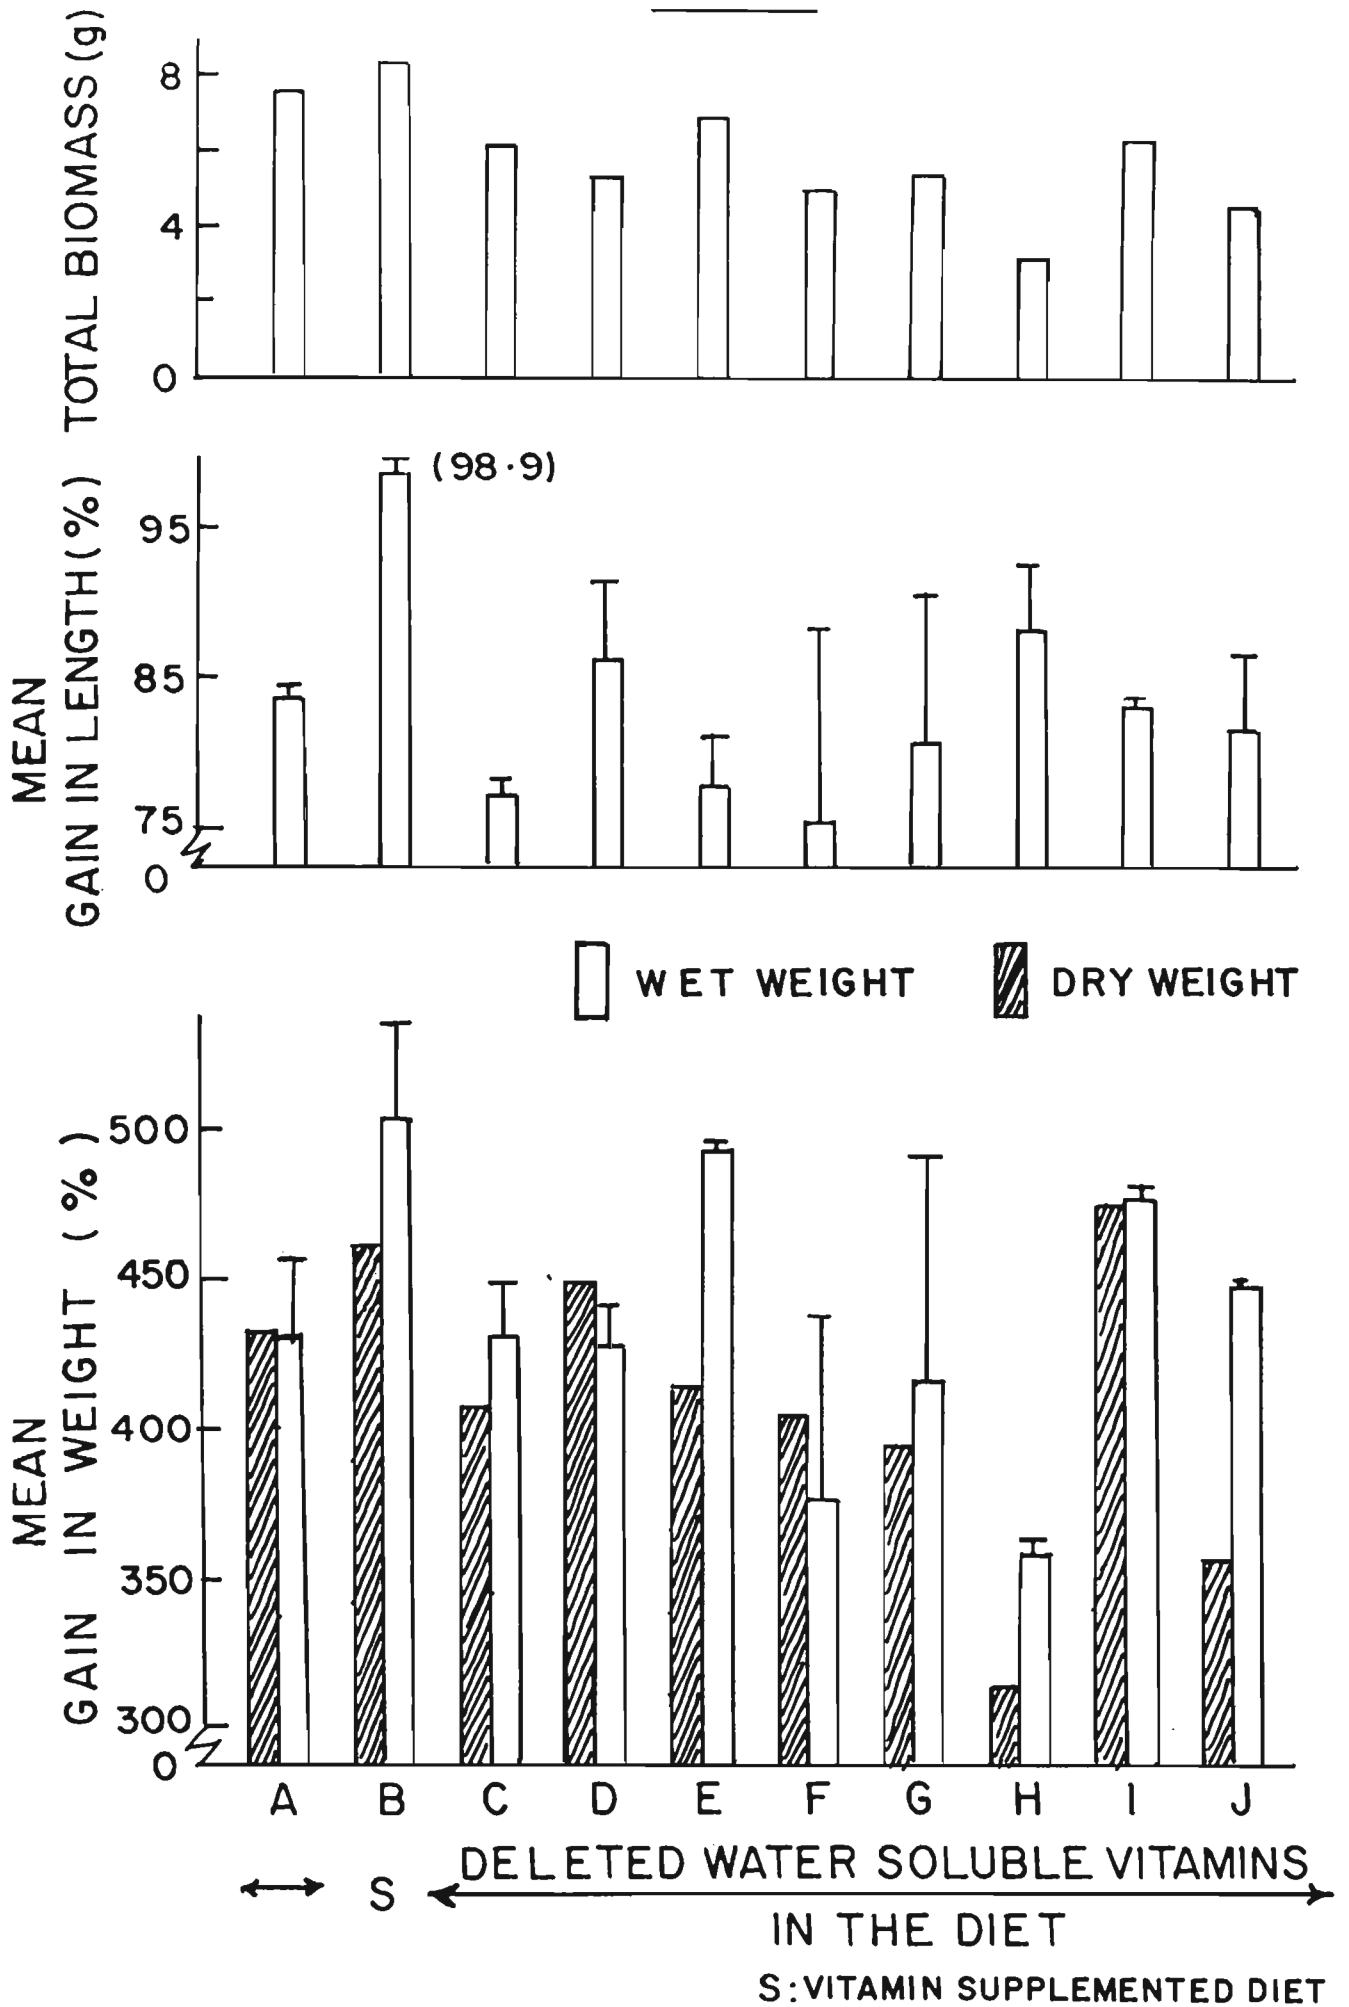 TOTAL BIOMASS (g)
8
4
0
MEAN
GAIN IN LENGTH (%)
(98·9)
95
85
75
0
WET WEIGHT
DRY WEIGHT
MEAN
GAIN IN WEIGHT (%)
500
450
400
350
300
0
A B C D E F G H I J
S
DELETED WATER SOLUBLE VITAMINS
IN THE DIET
S:VITAMIN SUPPLEMENTED DIET